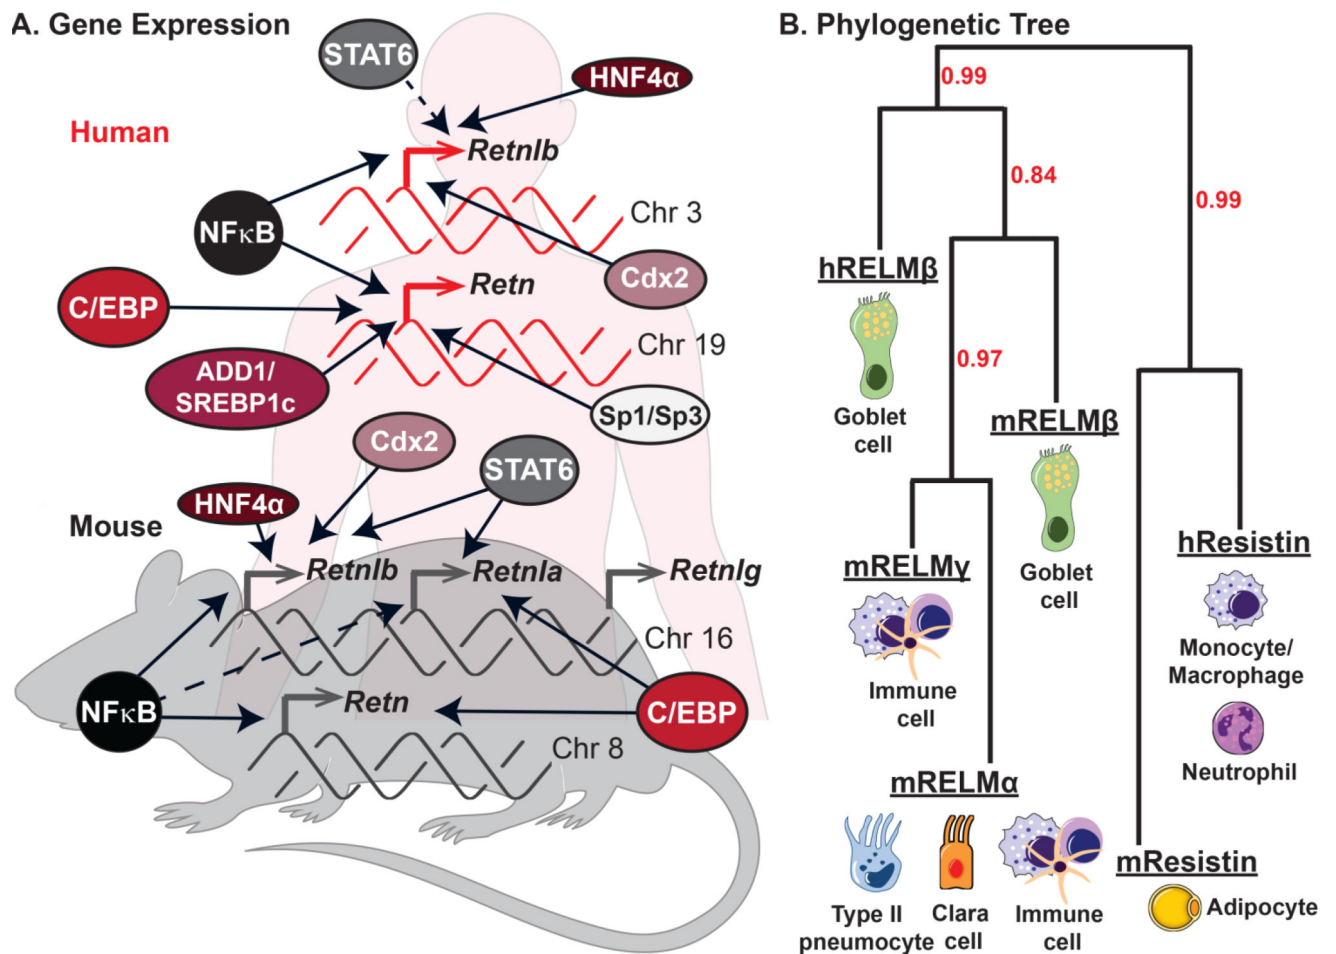 A. Gene Expression
STAT6
HNF4α
Human
Retnlb
Chr 3
NFκB
Cdx2
Retn
C/EBP
Chr 19
ADD1/
SREBP1c
Sp1/Sp3
Cdx2
STAT6
HNF4α
Mouse
Retnlb
Retnla
Retnlg
Chr 16
NFκB
Retn
C/EBP
Chr 8
B. Phylogenetic Tree
0.99
0.84
0.99
hRELMβ
Goblet
cell
0.97
mRELMβ
Goblet
cell
hResistin
Monocyte/
Macrophage
Neutrophil
mRELMγ
Immune
cell
mRELMα
Type II
pneumocyte
Clara
cell
Immune
cell
mResistin
Adipocyte